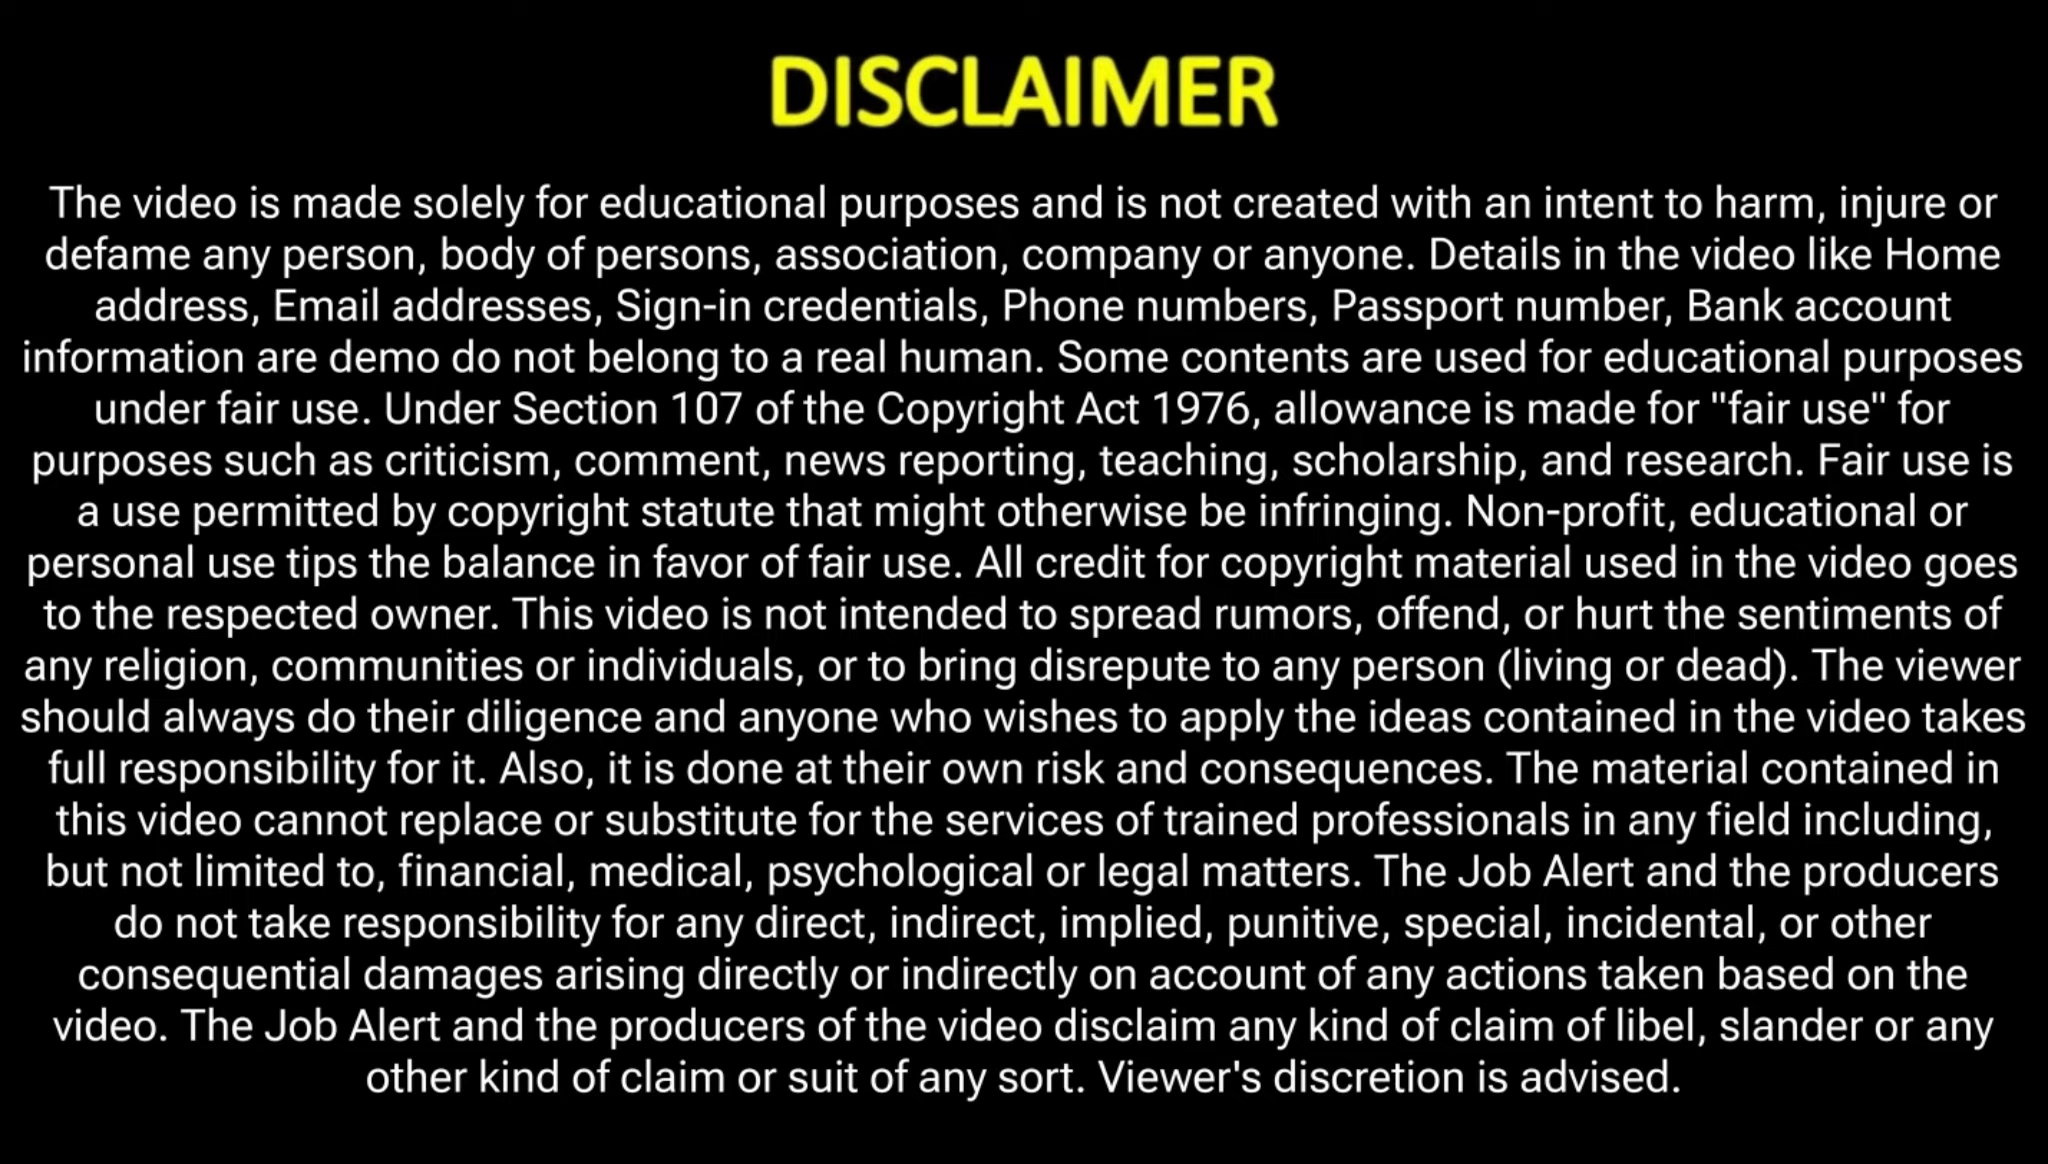 DISCLAIMER
The video is made solely for educational purposes and is not created with an intent to harm, injure or
defame any person, body of persons, association, company or anyone. Details in the video like Home
address, Email addresses, Sign-in credentials, Phone numbers, Passport number, Bank account
information are demo do not belong to a real human. Some contents are used for educational purposes
under fair use. Under Section 107 of the Copyright Act 1976, allowance is made for "fair use" for
purposes such as criticism, comment, news reporting, teaching, scholarship, and research. Fair use is
a use permitted by copyright statute that might otherwise be infringing. Non-profit, educational or
personal use tips the balance in favor of fair use. All credit for copyright material used in the video goes
to the respected owner. This video is not intended to spread rumors, offend, or hurt the sentiments of
any religion, communities or individuals, or to bring disrepute to any person (living or dead). The viewer
should always do their diligence and anyone who wishes to apply the ideas contained in the video takes
full responsibility for it. Also, it is done at their own risk and consequences. The material contained in
this video cannot replace or substitute for the services of trained professionals in any field including,
but not limited to, financial, medical, psychological or legal matters. The Job Alert and the producers
do not take responsibility for any direct, indirect, implied, punitive, special, incidental, or other
consequential damages arising directly or indirectly on account of any actions taken based on the
video. The Job Alert and the producers of the video disclaim any kind of claim of libel, slander or any
other kind of claim or suit of any sort. Viewer's discretion is advised.